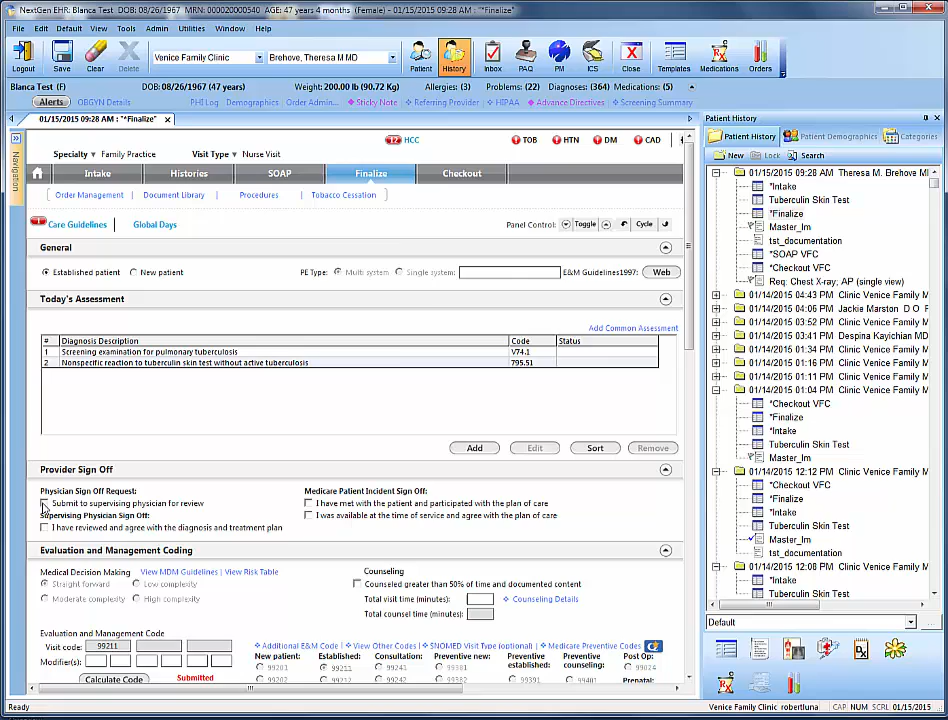 NextGen EHR: Blanca Test DOB: 08/26/1967 MRN: 000020000540 AGE: 47 years 4 months (Female) - 01/15/2015 09:28 AM : "*Finalize"
File Edit Default View Tools Admin Utilities Window Help
Venice Family Clinic Brehove, Theresa M MD
Logout Save Clear Delete Patient History Inbox PAQ PM ICS Close Templates Medications Orders
Blanca Test (F) DOB: 08/26/1967 (47 years) Weight: 200.00 lb (90.72 Kg) Allergies: (3) Problems: (22) Diagnoses: (364) Medications: (5)
Alerts OBGYN Details PHI Log Demographics Order Admin... Sticky Note Referring Provider HIPAA Advance Directives Screening Summary
01/15/2015 09:28 AM : "*Finalize" x
Navigation
12 HCC TOB HTN DM CAD
Specialty Family Practice Visit Type Nurse Visit
Intake Histories SOAP Finalize Checkout
Order Management Document Library Procedures Tobacco Cessation
1 Care Guidelines Global Days Panel Control: Toggle Cycle
General
Established patient New patient PE Type: Multi system Single system: E&M Guidelines1997: Web
Today's Assessment
Add Common Assessment
# Diagnosis Description Code Status
1 Screening examination for pulmonary tuberculosis V74.1
2 Nonspecific reaction to tuberculin skin test without active tuberculosis 795.51
Add Edit Sort Remove
Provider Sign Off
Physician Sign Off Request: Medicare Patient Incident Sign Off:
Submit to supervising physician for review I have met with the patient and participated with the plan of care
Supervising Physician Sign Off: I was available at the time of service and agree with the plan of care
I have reviewed and agree with the diagnosis and treatment plan
Evaluation and Management Coding
Medical Decision Making View MDM Guidelines | View Risk Table Counseling
Straight forward Low complexity Counseled greater than 50% of time and documented content
Moderate complexity High complexity Total visit time (minutes): Counseling Details
Total counsel time (minutes):
Evaluation and Management Code
Visit code: 99211 Additional E&M Code | View Other Codes SNOMED Visit Type (optional) Medicare Preventive Codes
Modifier(s): New patient: Established: Consultation: Preventive new: Preventive established: Preventive counseling: Post Op:
99201 99211 99241 99381 99024
Calculate Code Submitted 99202 99212 99242 99382 99391 99401 Prenatal:
Patient History
Patient History Patient Demographics Categories
New Lock Search
01/15/2015 09:28 AM Theresa M. Brehove M
*Intake
Tuberculin Skin Test
*Finalize
Master_Im
tst_documentation
*SOAP VFC
*Checkout VFC
Req: Chest X-ray; AP (single view)
01/14/2015 04:43 PM Clinic Venice Family M
01/14/2015 04:06 PM Jackie Marston D O F
01/14/2015 03:52 PM Clinic Venice Family M
01/14/2015 03:41 PM Despina Kayichian MD
01/14/2015 01:34 PM Clinic Venice Family M
01/14/2015 01:16 PM Clinic Venice Family M
01/14/2015 01:11 PM Clinic Venice Family M
01/14/2015 01:04 PM Clinic Venice Family M
*Checkout VFC
*Finalize
*Intake
Tuberculin Skin Test
Master_Im
01/14/2015 12:12 PM Clinic Venice Family M
*Checkout VFC
*Finalize
*Intake
Tuberculin Skin Test
Master_Im
tst_documentation
01/14/2015 12:08 PM Clinic Venice Family M
*Intake
Tuberculin Skin Test
Default
Ready Venice Family Clinic robertluna CAP NUM SCRL 01/15/2015